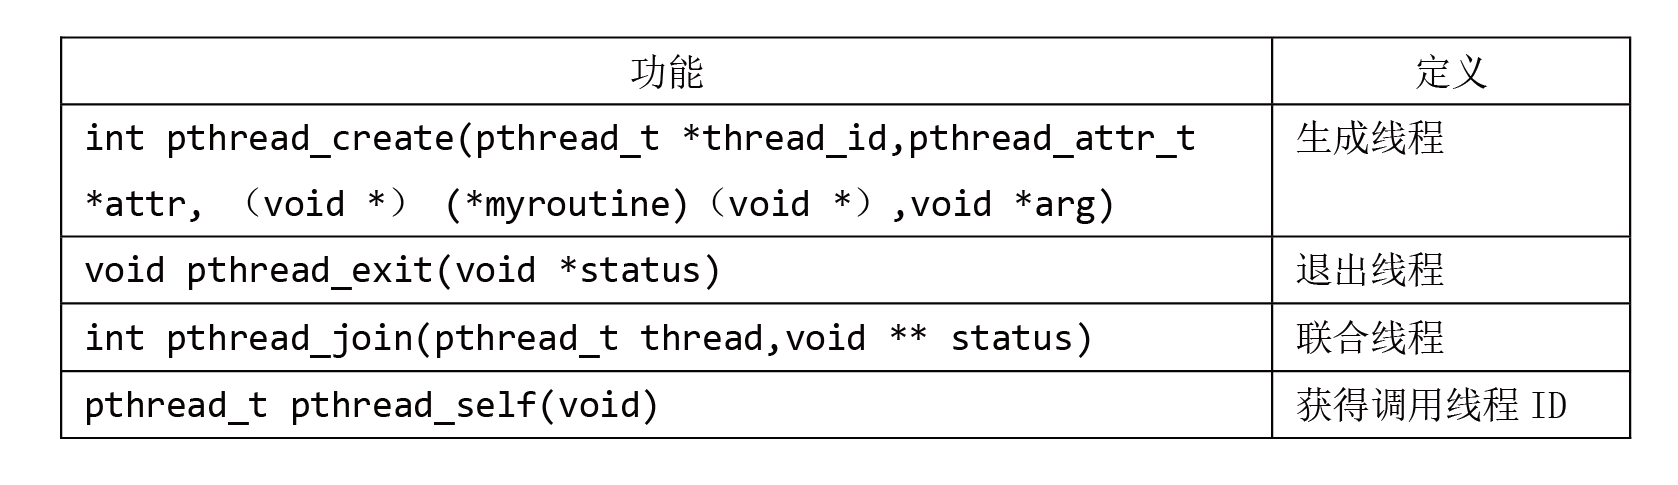 功能 定义
int pthread_create(pthread_t *thread_id,pthread_attr_t 生成线程
*attr, （void *） (*myroutine)（void *）,void *arg)
void pthread_exit(void *status) 退出线程
int pthread_join(pthread_t thread,void ** status) 联合线程
pthread_t pthread_self(void) 获得调用线程 ID